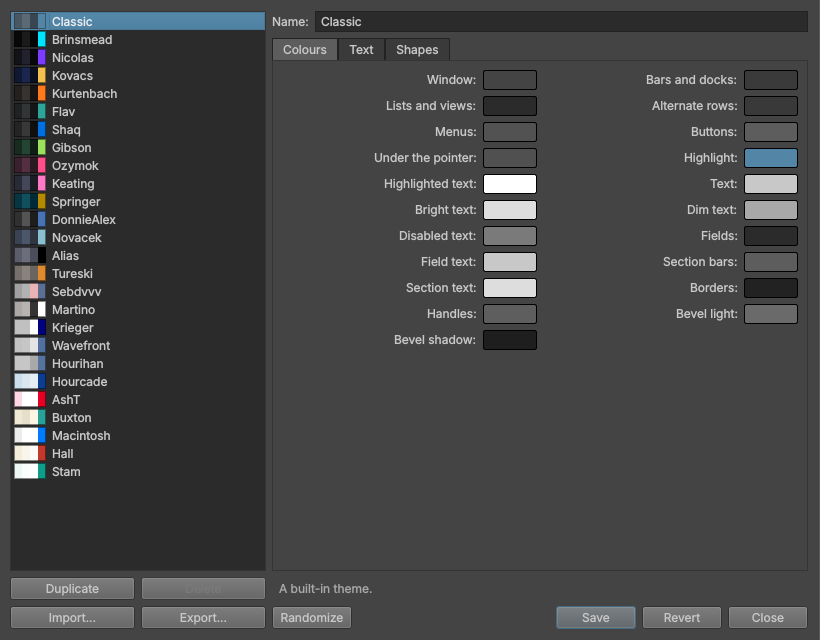 Classic
Brinsmead
Nicolas
Kovacs
Kurtenbach
Flav
Shaq
Gibson
Ozymok
Keating
Springer
DonnieAlex
Novacek
Alias
Tureski
Sebdvvv
Martino
Krieger
Wavefront
Hourihan
Hourcade
AshT
Buxton
Macintosh
Hall
Stam
Duplicate Delete
Import... Export...
Name: Classic
Colours Text Shapes
Window: Bars and docks:
Lists and views: Alternate rows:
Menus: Buttons:
Under the pointer: Highlight:
Highlighted text: Text:
Bright text: Dim text:
Disabled text: Fields:
Field text: Section bars:
Section text: Borders:
Handles: Bevel light:
Bevel shadow:
A built-in theme.
Randomize Save Revert Close